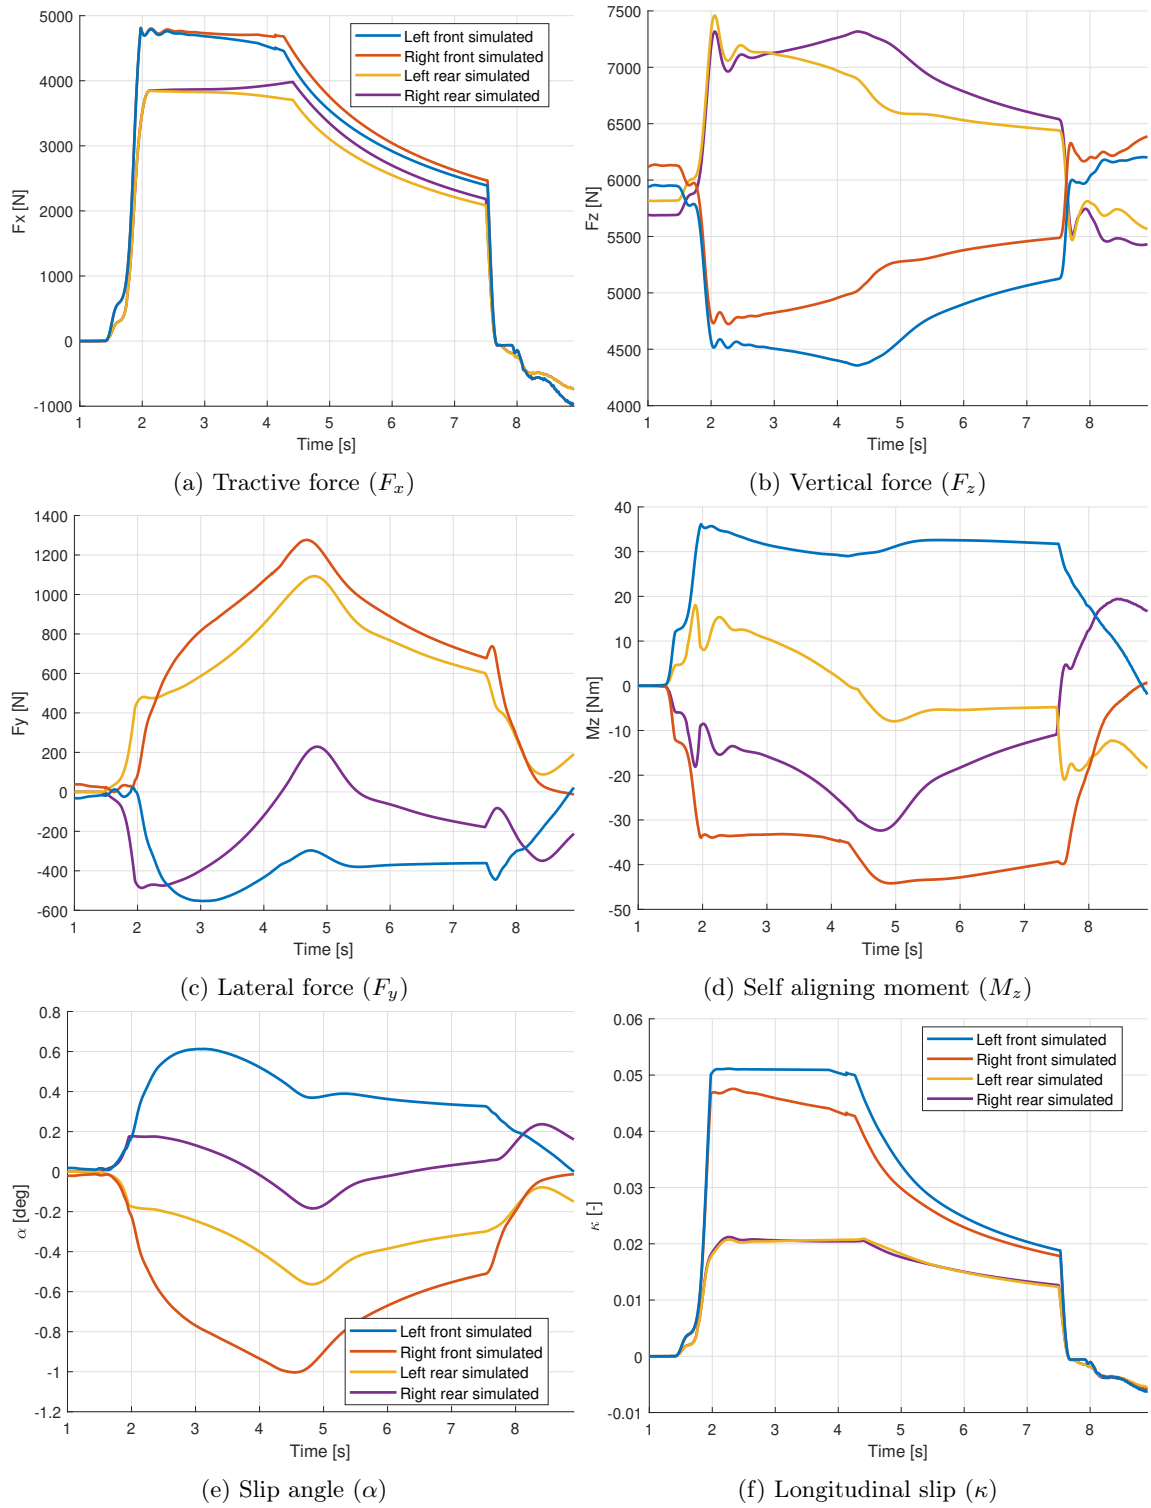 5000
4000
3000
2000
1000
0
-1000
Fx [N]
1 2 3 4 5 6 7 8
Time [s]
Left front simulated
Right front simulated
Left rear simulated
Right rear simulated
(a) Tractive force (Fx)
7500
7000
6500
6000
5500
5000
4500
4000
Fz [N]
1 2 3 4 5 6 7 8
Time [s]
(b) Vertical force (Fz)
1400
1200
1000
800
600
400
200
0
-200
-400
-600
Fy [N]
1 2 3 4 5 6 7 8
Time [s]
(c) Lateral force (Fy)
40
30
20
10
0
-10
-20
-30
-40
-50
Mz [Nm]
1 2 3 4 5 6 7 8
Time [s]
(d) Self aligning moment (Mz)
0.8
0.6
0.4
0.2
0
-0.2
-0.4
-0.6
-0.8
-1
-1.2
α [deg]
1 2 3 4 5 6 7 8
Time [s]
Left front simulated
Right front simulated
Left rear simulated
Right rear simulated
(e) Slip angle (α)
0.06
0.05
0.04
0.03
0.02
0.01
0
-0.01
κ [-]
1 2 3 4 5 6 7 8
Time [s]
Left front simulated
Right front simulated
Left rear simulated
Right rear simulated
(f) Longitudinal slip (κ)